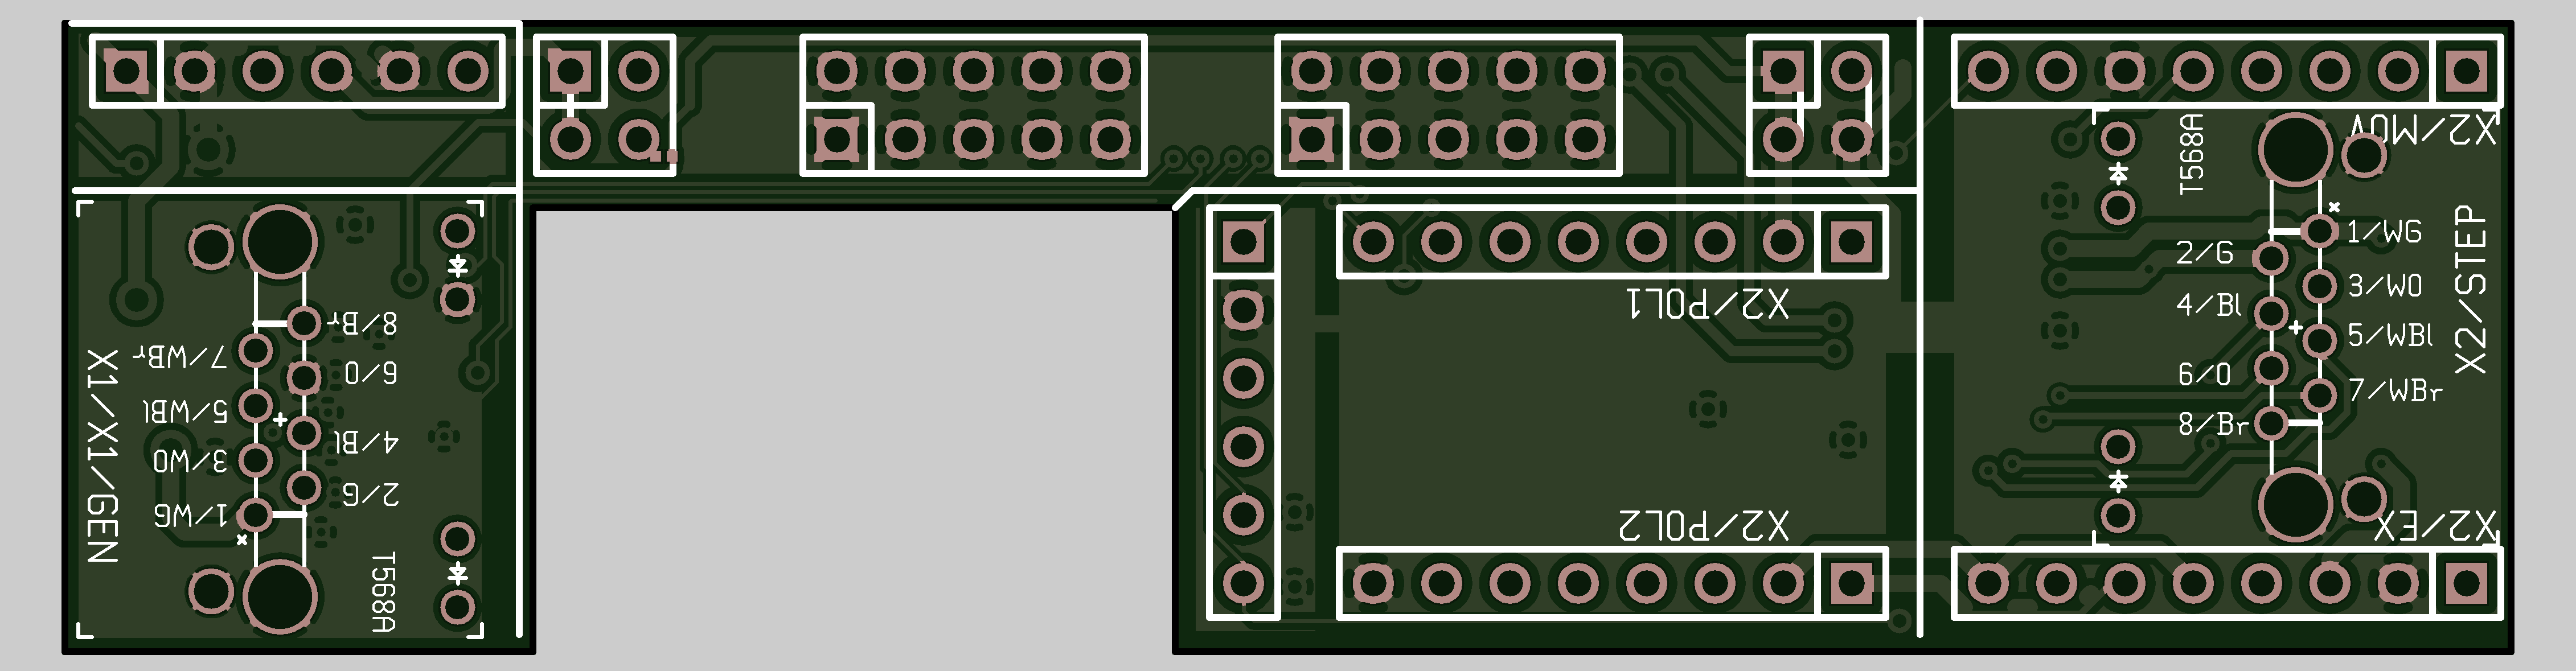 X1/X1/GEN
8/Br
7/WBr
6/O
5/WBl
4/Bl
3/WO
2/G
1/WG
T568A
X2/POL1
X2/POL2
T568A
X2/MOV
1/WG
2/G
3/WO
4/Bl
5/WBl
6/O
7/WBr
8/Br
X2/STEP
X2/EX